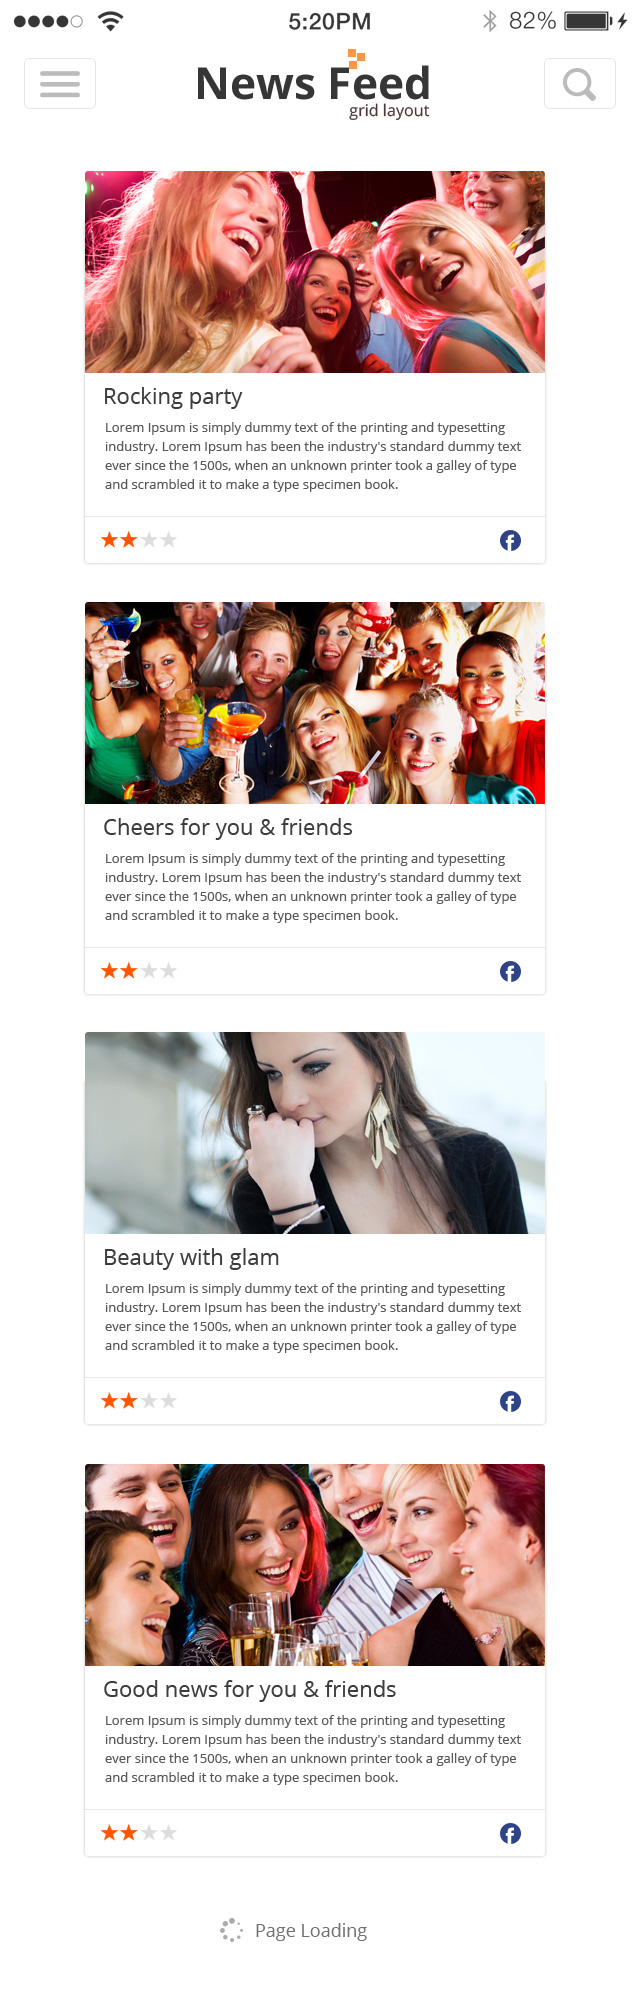 5:20PM
82%
News Feed
grid layout
Rocking party
Lorem Ipsum is simply dummy text of the printing and typesetting
industry. Lorem Ipsum has been the industry's standard dummy text
ever since the 1500s, when an unknown printer took a galley of type
and scrambled it to make a type specimen book.
Cheers for you & friends
Lorem Ipsum is simply dummy text of the printing and typesetting
industry. Lorem Ipsum has been the industry's standard dummy text
ever since the 1500s, when an unknown printer took a galley of type
and scrambled it to make a type specimen book.
Beauty with glam
Lorem Ipsum is simply dummy text of the printing and typesetting
industry. Lorem Ipsum has been the industry's standard dummy text
ever since the 1500s, when an unknown printer took a galley of type
and scrambled it to make a type specimen book.
Good news for you & friends
Lorem Ipsum is simply dummy text of the printing and typesetting
industry. Lorem Ipsum has been the industry's standard dummy text
ever since the 1500s, when an unknown printer took a galley of type
and scrambled it to make a type specimen book.
Page Loading